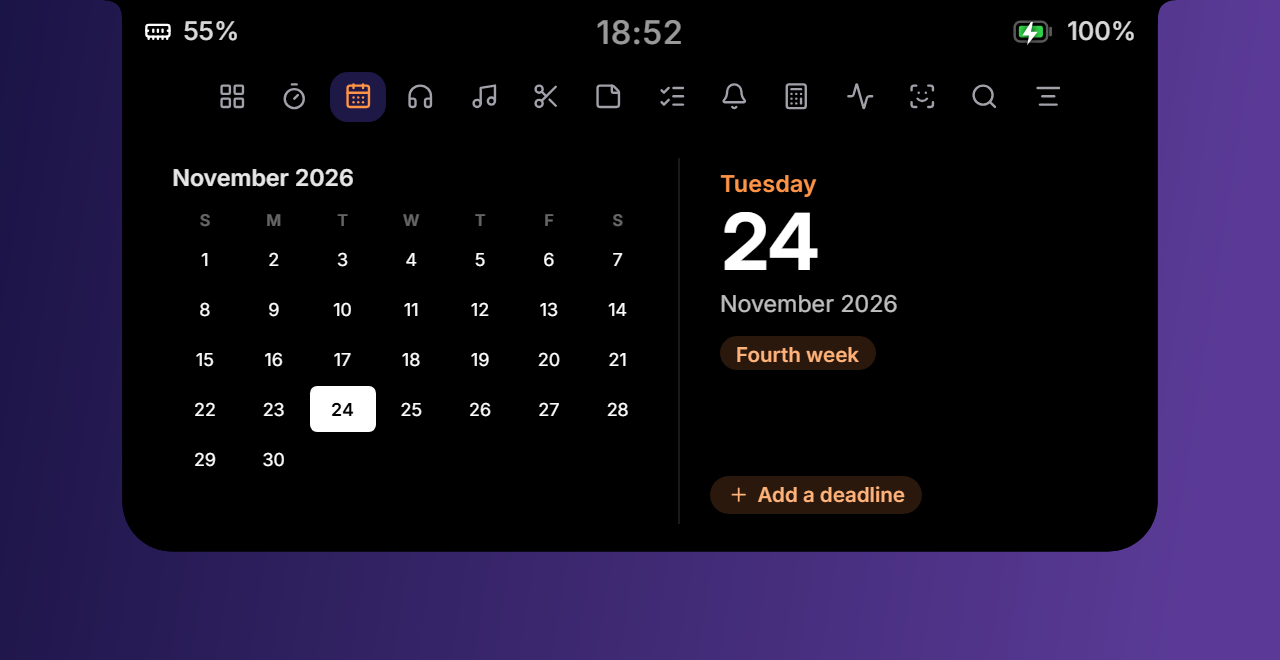 55%
18:52
100%
November 2026
S M T W T F S
1 2 3 4 5 6 7
8 9 10 11 12 13 14
15 16 17 18 19 20 21
22 23 24 25 26 27 28
29 30
Tuesday
24
November 2026
Fourth week
+ Add a deadline